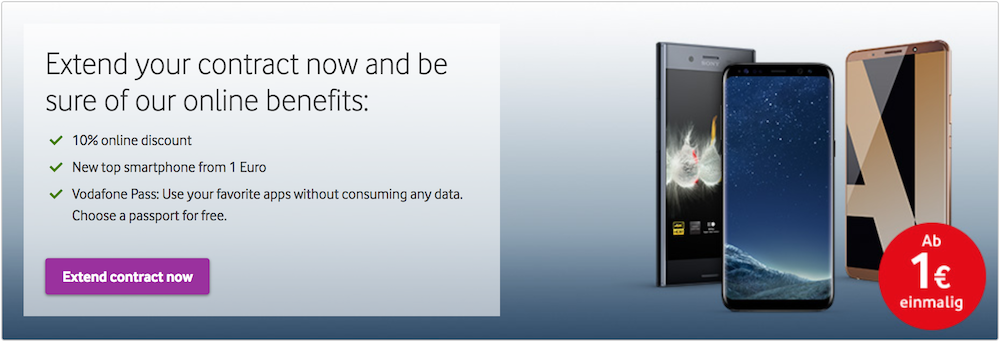 Extend your contract now and be
sure of our online benefits:
10% online discount
New top smartphone from 1 Euro
Vodafone Pass: Use your favorite apps without consuming any data.
Choose a passport for free.
Extend contract now
SONY
Ab
1€
einmalig